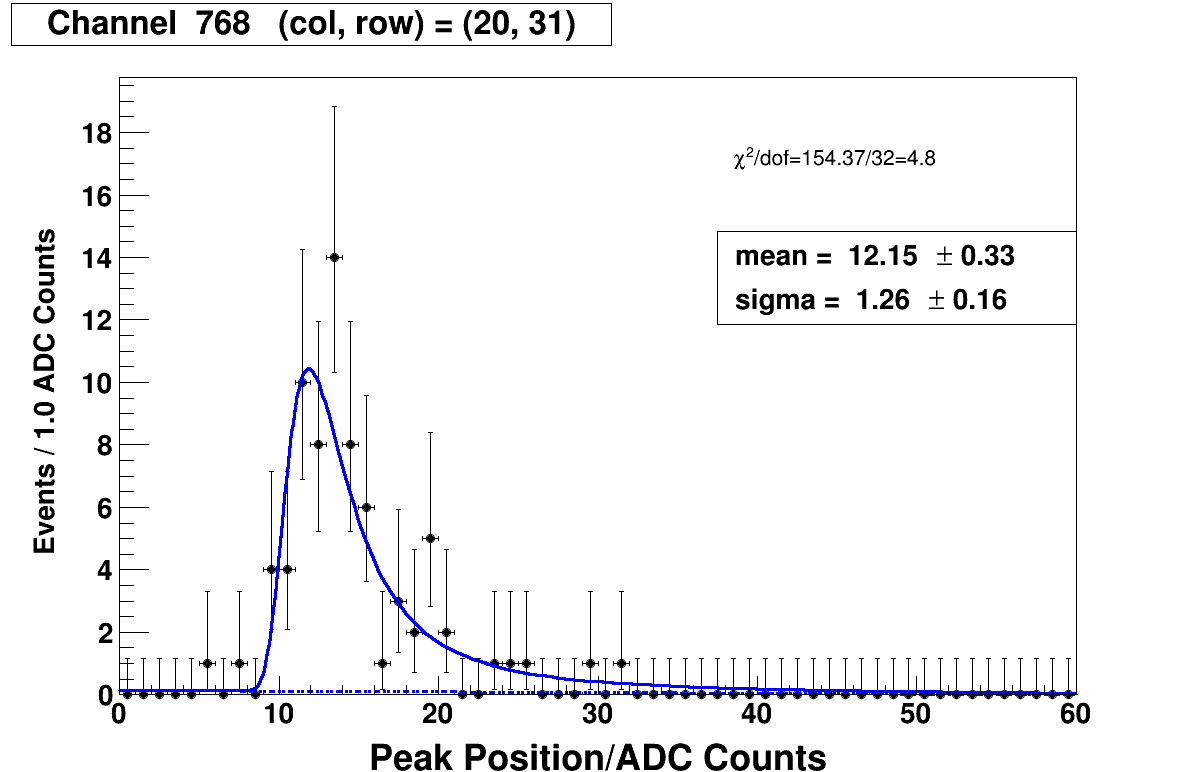 Channel 768 (col, row) = (20, 31)
χ²/dof=154.37/32=4.8
mean = 12.15 ± 0.33
sigma = 1.26 ± 0.16
Events / 1.0 ADC Counts
18
16
14
12
10
8
6
4
2
0
0 10 20 30 40 50 60
Peak Position/ADC Counts